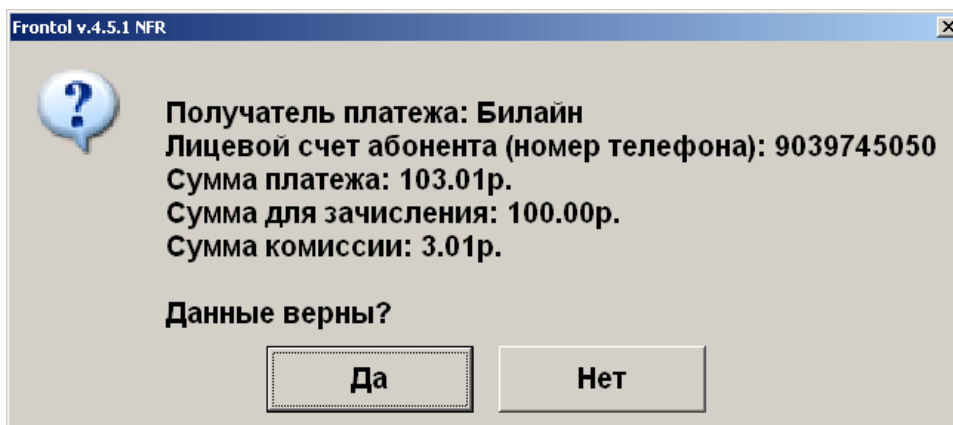 Frontol v.4.5.1 NFR
Получатель платежа: Билайн
Лицевой счет абонента (номер телефона): 9039745050
Сумма платежа: 103.01р.
Сумма для зачисления: 100.00р.
Сумма комиссии: 3.01р.
Данные верны?
Да Нет